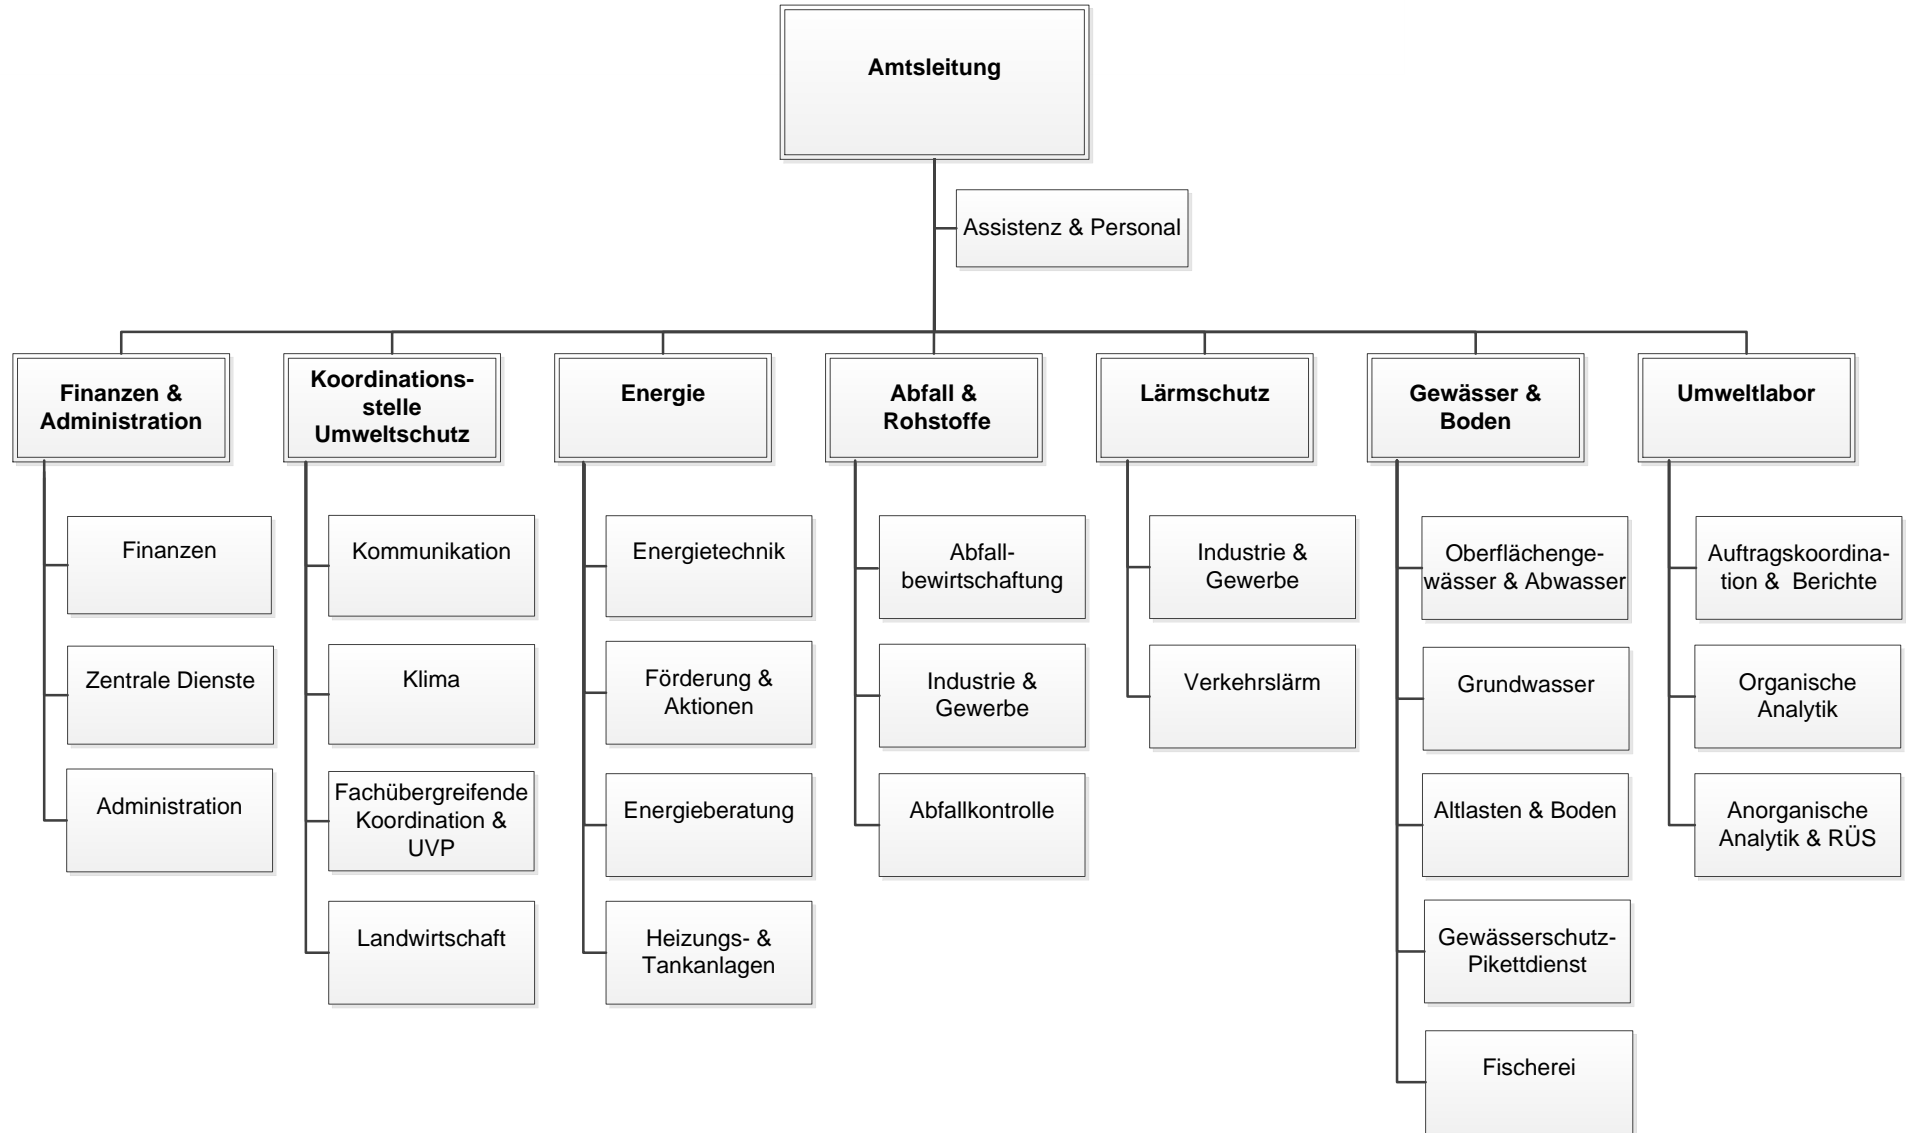 Amtsleitung
Assistenz & Personal
Finanzen &
Administration
Koordinations-
stelle
Umweltschutz
Energie
Abfall &
Rohstoffe
Lärmschutz
Gewässer &
Boden
Umweltlabor
Finanzen
Zentrale Dienste
Administration
Kommunikation
Klima
Fachübergreifende
Koordination &
UVP
Landwirtschaft
Energietechnik
Förderung &
Aktionen
Energieberatung
Heizungs- &
Tankanlagen
Abfall-
bewirtschaftung
Industrie &
Gewerbe
Abfallkontrolle
Industrie &
Gewerbe
Verkehrslärm
Oberflächenge-
wässer & Abwasser
Grundwasser
Altlasten & Boden
Gewässerschutz-
Pikettdienst
Fischerei
Auftragskoordina-
tion &  Berichte
Organische
Analytik
Anorganische
Analytik & RÜS